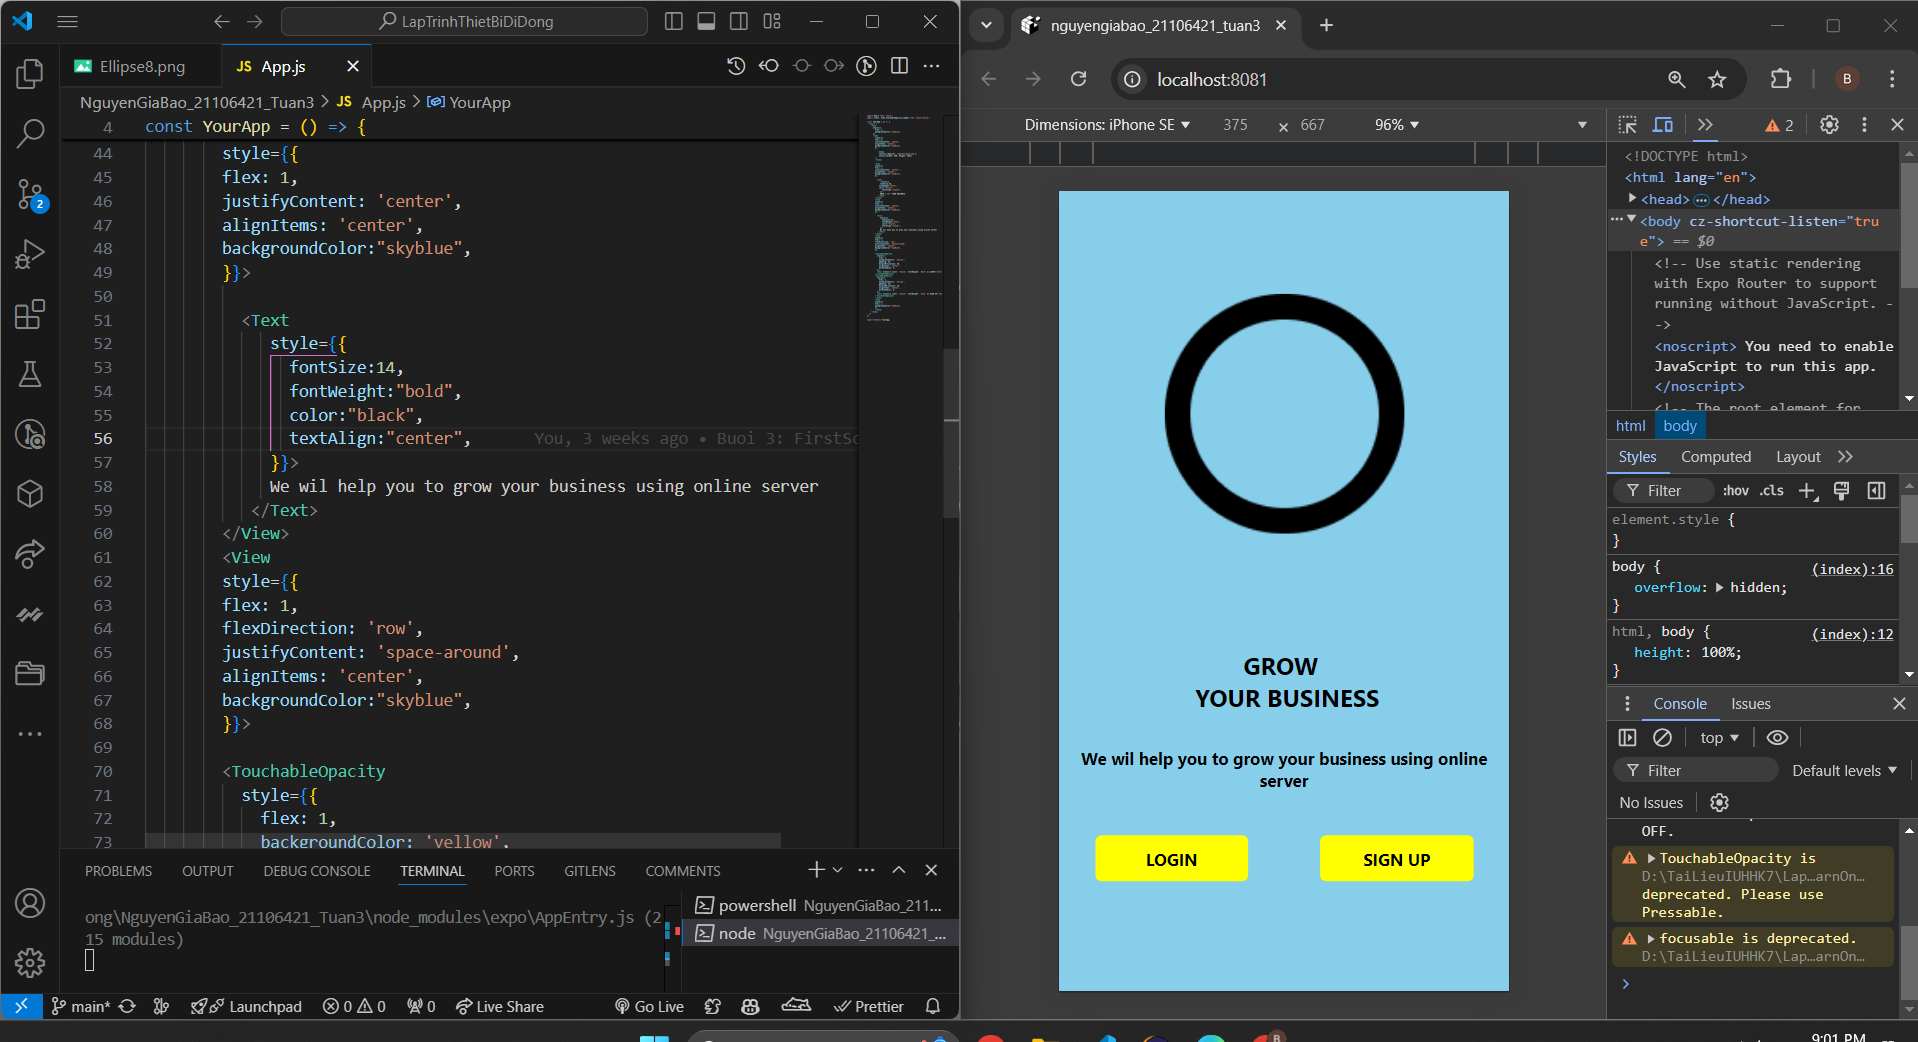 LapTrinhThietBiDiDong
Ellipse8.png
JS App.js
NguyenGiaBao_21106421_Tuan3 > JS App.js > YourApp
4 const YourApp = () => {
44 style={{
45 flex: 1,
46 justifyContent: 'center',
47 alignItems: 'center',
48 backgroundColor:"skyblue",
49 }}>
50
51 <Text
52 style={{
53 fontSize:14,
54 fontWeight:"bold",
55 color:"black",
56 textAlign:"center", You, 3 weeks ago • Buoi 3: FirstSc
57 }}>
58 We wil help you to grow your business using online server
59 </Text>
60 </View>
61 <View
62 style={{
63 flex: 1,
64 flexDirection: 'row',
65 justifyContent: 'space-around',
66 alignItems: 'center',
67 backgroundColor:"skyblue",
68 }}>
69
70 <TouchableOpacity
71 style={{
72 flex: 1,
73 backgroundColor: 'yellow',
2
PROBLEMS OUTPUT DEBUG CONSOLE TERMINAL PORTS GITLENS COMMENTS
ong\NguyenGiaBao_21106421_Tuan3\node_modules\expo\AppEntry.js (2
15 modules)
powershell NguyenGiaBao_211...
node NguyenGiaBao_21106421_...
main* Launchpad 0 0 0 Live Share Go Live Prettier
nguyengiabao_21106421_tuan3
localhost:8081
B
Dimensions: iPhone SE 375 × 667 96%
GROW
YOUR BUSINESS
We wil help you to grow your business using online
server
LOGIN SIGN UP
2
<!DOCTYPE html>
<html lang="en">
<head> ⋯ </head>
<body cz-shortcut-listen="tru
e"> == $0
<!-- Use static rendering
with Expo Router to support
running without JavaScript. -
->
<noscript> You need to enable
JavaScript to run this app.
</noscript>
<!-- The root element for
html body
Styles Computed Layout
Filter :hov .cls
element.style {
}
body { (index):16
overflow: hidden;
}
html, body { (index):12
height: 100%;
}
Console Issues
top
Filter Default levels
No Issues
OFF.
TouchableOpacity is
D:\TaiLieuIUHHK7\Lap…arnOn…
deprecated. Please use
Pressable.
focusable is deprecated.
D:\TaiLieuIUHHK7\Lap…arnOn…
B
9:01 PM